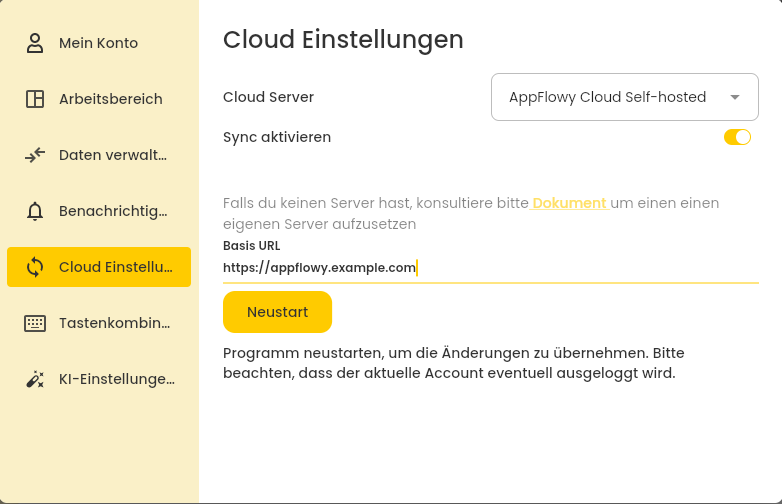 Mein Konto
Arbeitsbereich
Daten verwalt...
Benachrichtig...
Cloud Einstellu...
Tastenkombin...
KI-Einstellunge...
Cloud Einstellungen
Cloud Server
AppFlowy Cloud Self-hosted
Sync aktivieren
Falls du keinen Server hast, konsultiere bitte Dokument um einen einen
eigenen Server aufzusetzen
Basis URL
https://appflowy.example.com
Neustart
Programm neustarten, um die Änderungen zu übernehmen. Bitte
beachten, dass der aktuelle Account eventuell ausgeloggt wird.